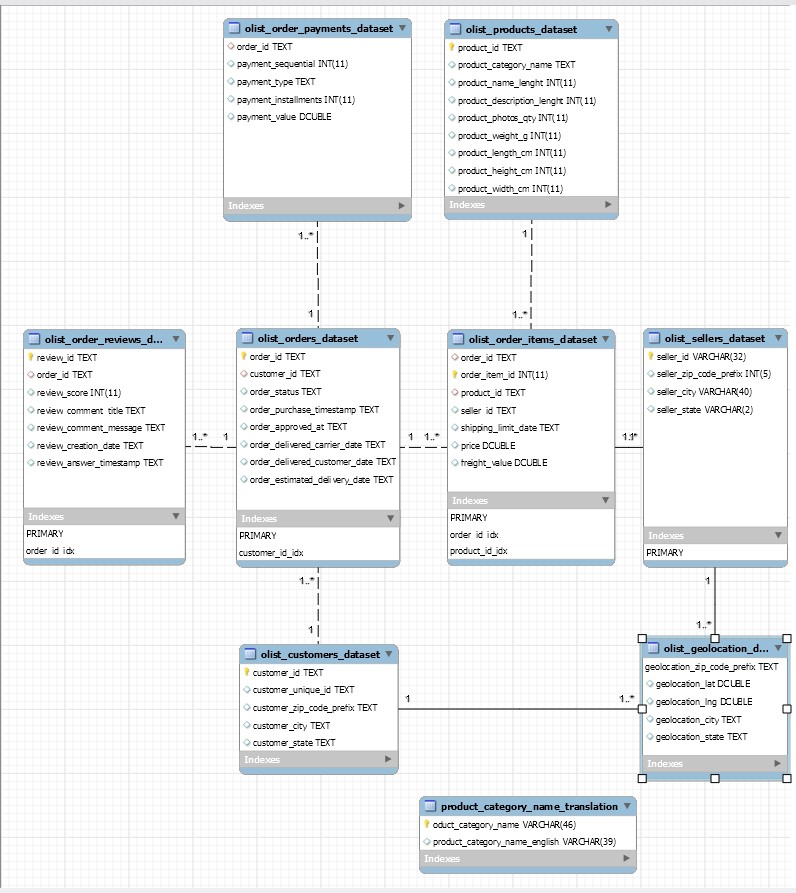 olist_order_payments_dataset
order_id TEXT
payment_sequential INT(11)
payment_type TEXT
payment_installments INT(11)
payment_value DOUBLE
Indexes
olist_products_dataset
product_id TEXT
product_category_name TEXT
product_name_lenght INT(11)
product_description_lenght INT(11)
product_photos_qty INT(11)
product_weight_g INT(11)
product_length_cm INT(11)
product_height_cm INT(11)
product_width_cm INT(11)
Indexes
1..*
1
1
1..*
olist_order_reviews_d...
review_id TEXT
order_id TEXT
review_score INT(11)
review_comment_title TEXT
review_comment_message TEXT
review_creation_date TEXT
review_answer_timestamp TEXT
Indexes
PRIMARY
order_id_idx
1..*
1
olist_orders_dataset
order_id TEXT
customer_id TEXT
order_status TEXT
order_purchase_timestamp TEXT
order_approved_at TEXT
order_delivered_carrier_date TEXT
order_delivered_customer_date TEXT
order_estimated_delivery_date TEXT
Indexes
PRIMARY
customer_id_idx
1
1..*
olist_order_items_dataset
order_id TEXT
order_item_id INT(11)
product_id TEXT
seller_id TEXT
shipping_limit_date TEXT
price DOUBLE
freight_value DOUBLE
Indexes
PRIMARY
order_id_idx
product_id_idx
olist_sellers_dataset
seller_id VARCHAR(32)
seller_zip_code_prefix INT(5)
seller_city VARCHAR(40)
seller_state VARCHAR(2)
Indexes
PRIMARY
1..*
1
1
1..*
olist_customers_dataset
customer_id TEXT
customer_unique_id TEXT
customer_zip_code_prefix TEXT
customer_city TEXT
customer_state TEXT
Indexes
1
1..*
olist_geolocation_d...
geolocation_zip_code_prefix TEXT
geolocation_lat DOUBLE
geolocation_lng DOUBLE
geolocation_city TEXT
geolocation_state TEXT
Indexes
product_category_name_translation
oduct_category_name VARCHAR(46)
product_category_name_english VARCHAR(39)
Indexes